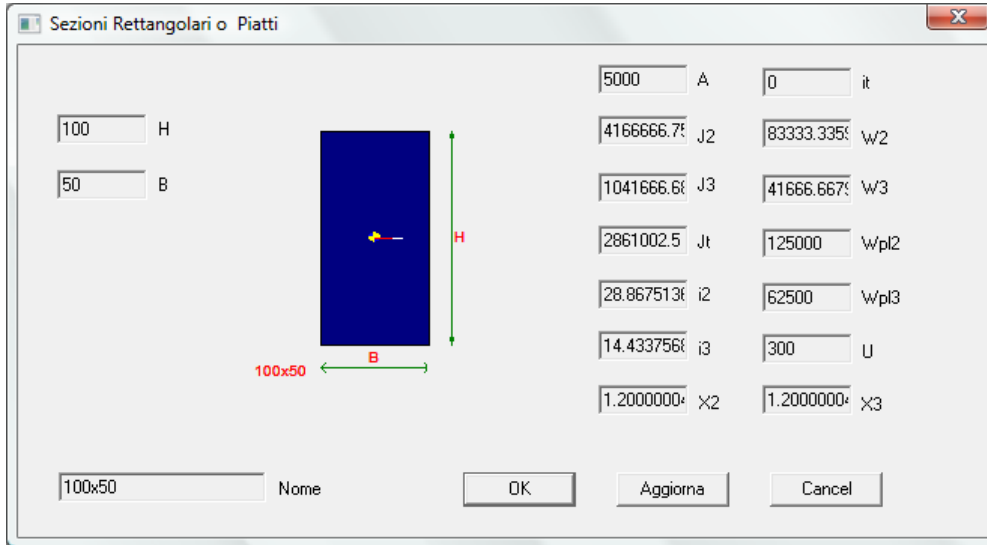 Sezioni Rettangolari o Piatti
5000 A 0 it
100 H
4166666.75 J2 83333.3359 W2
50 B
1041666.68 J3 41666.6679 W3
H
2861002.5 Jt 125000 Wpl2
28.8675136 i2 62500 Wpl3
14.4337568 i3 300 U
B
100x50
1.2000000 X2 1.2000000 X3
100x50 Nome OK Aggiorna Cancel